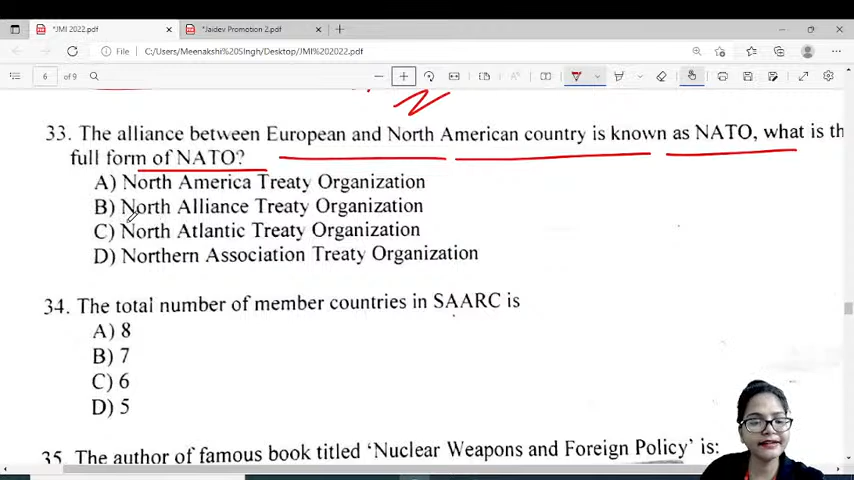 *JMI 2022.pdf
*Jaidev Promotion 2.pdf
File
C:/Users/Meenakshi%20SIngh/Desktop/JMI%202022.pdf
6 of 9
33. The alliance between European and North American country is known as NATO, what is th
full form of NATO?
A) North America Treaty Organization
B) North Alliance Treaty Organization
C) North Atlantic Treaty Organization
D) Northern Association Treaty Organization
34. The total number of member countries in SAARC is
A) 8
B) 7
C) 6
D) 5
35. The author of famous book titled ‘Nuclear Weapons and Foreign Policy’ is: